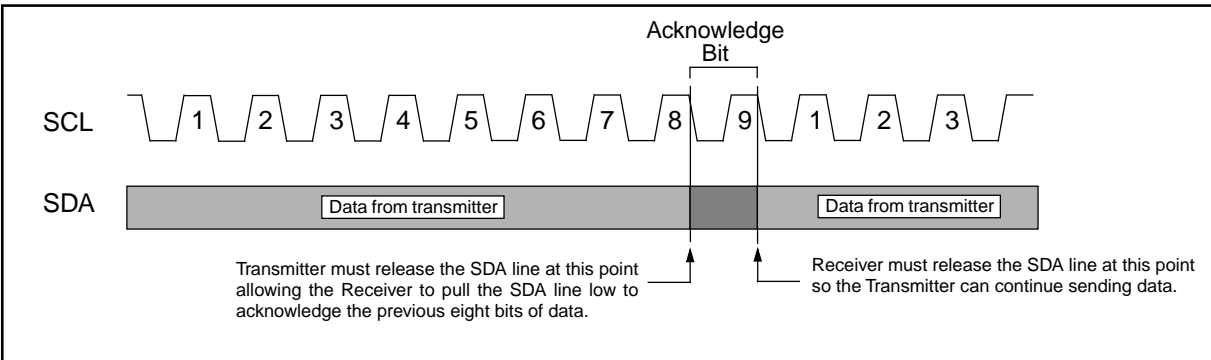 Acknowledge
Bit
SCL 1 2 3 4 5 6 7 8 9 1 2 3
SDA Data from transmitter Data from transmitter
Transmitter must release the SDA line at this point
allowing the Receiver to pull the SDA line low to
acknowledge the previous eight bits of data.
Receiver must release the SDA line at this point
so the Transmitter can continue sending data.